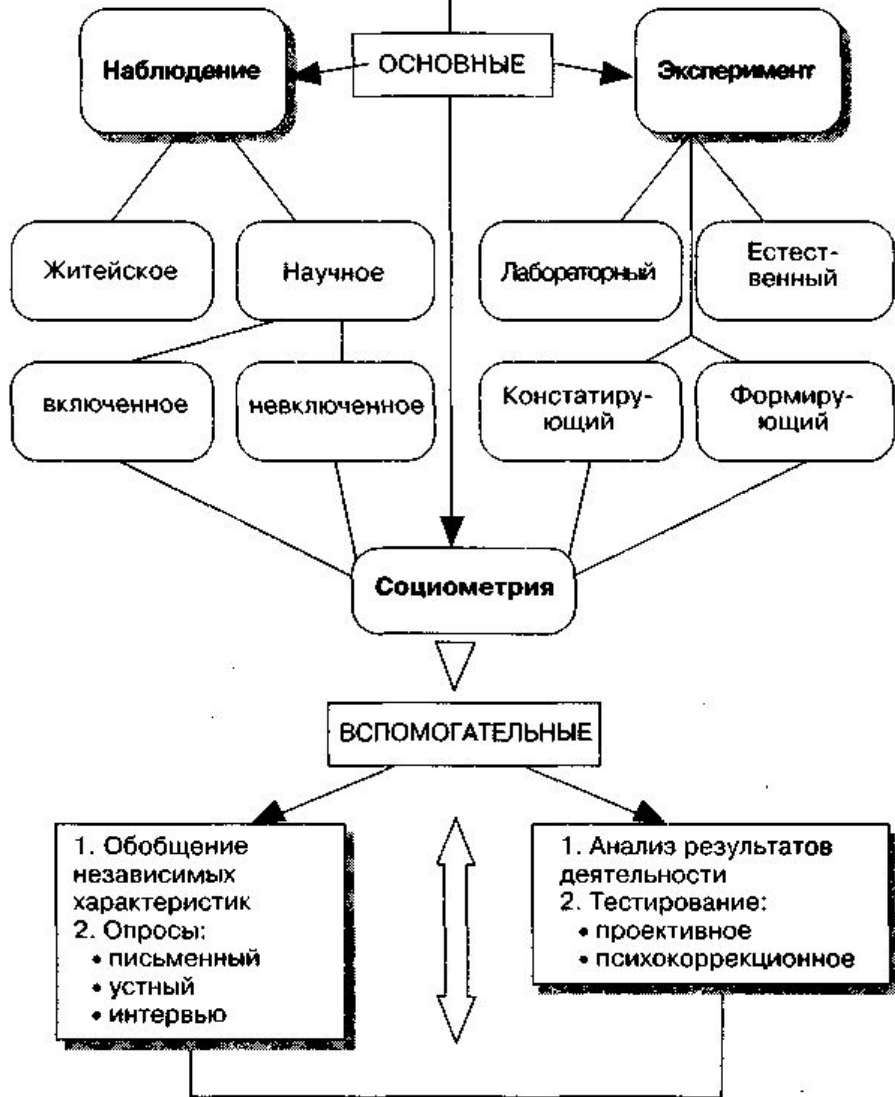 ОСНОВНЫЕ
Наблюдение
Эксперимент
Житейское
Научное
Лабораторный
Естест-
венный
включенное
невключенное
Констатиру-
ющий
Формиру-
ющий
Социометрия
ВСПОМОГАТЕЛЬНЫЕ
1. Обобщение
независимых
характеристик
2. Опросы:
• письменный
• устный
• интервью
1. Анализ результатов
деятельности
2. Тестирование:
• проективное
• психокоррекционное